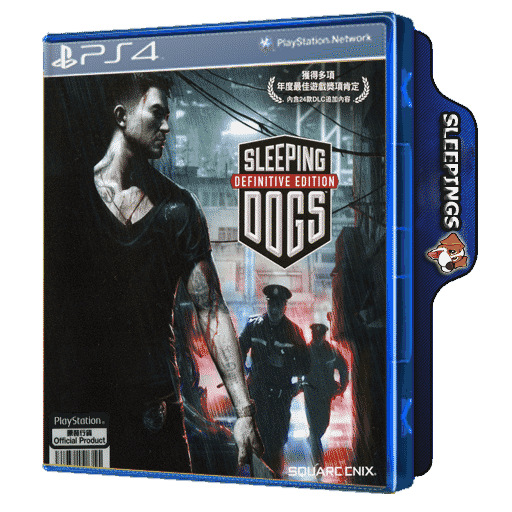 PS4
PlayStation Network
獲得多項
年度最佳遊戲獎項肯定
內含24款DLC追加內容
SLEEPING
DEFINITIVE EDITION
DOGS
SLEEPINGS
PlayStation
Official Product
SQUARE ENIX